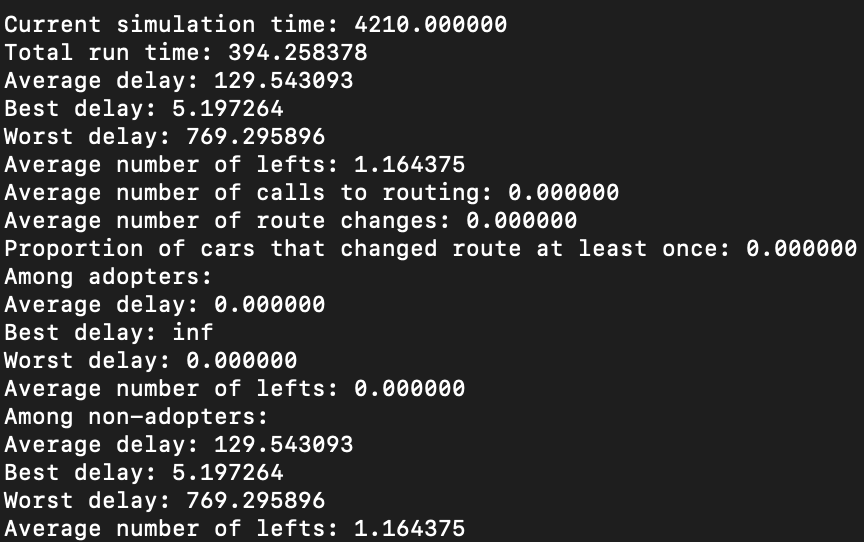 Current simulation time: 4210.000000
Total run time: 394.258378
Average delay: 129.543093
Best delay: 5.197264
Worst delay: 769.295896
Average number of lefts: 1.164375
Average number of calls to routing: 0.000000
Average number of route changes: 0.000000
Proportion of cars that changed route at least once: 0.000000
Among adopters:
Average delay: 0.000000
Best delay: inf
Worst delay: 0.000000
Average number of lefts: 0.000000
Among non-adopters:
Average delay: 129.543093
Best delay: 5.197264
Worst delay: 769.295896
Average number of lefts: 1.164375